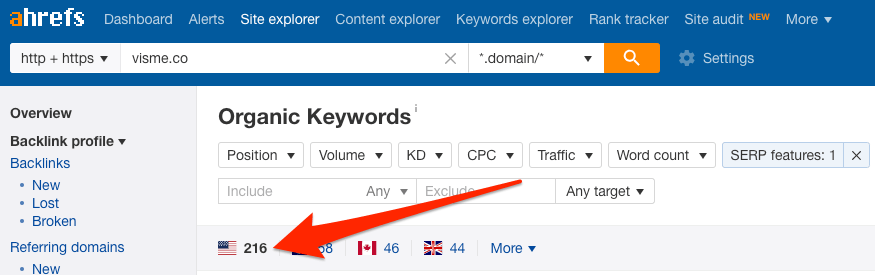 ahrefs Dashboard Alerts Site explorer Content explorer Keywords explorer Rank tracker Site audit NEW More
http + https visme.co *.domain/* Settings
Overview
Organic Keywords i
Backlink profile
Position Volume KD CPC Traffic Word count SERP features: 1
Backlinks
New
Include Any Exclude Any target
Lost
Broken
Referring domains
216 46 44 More
New